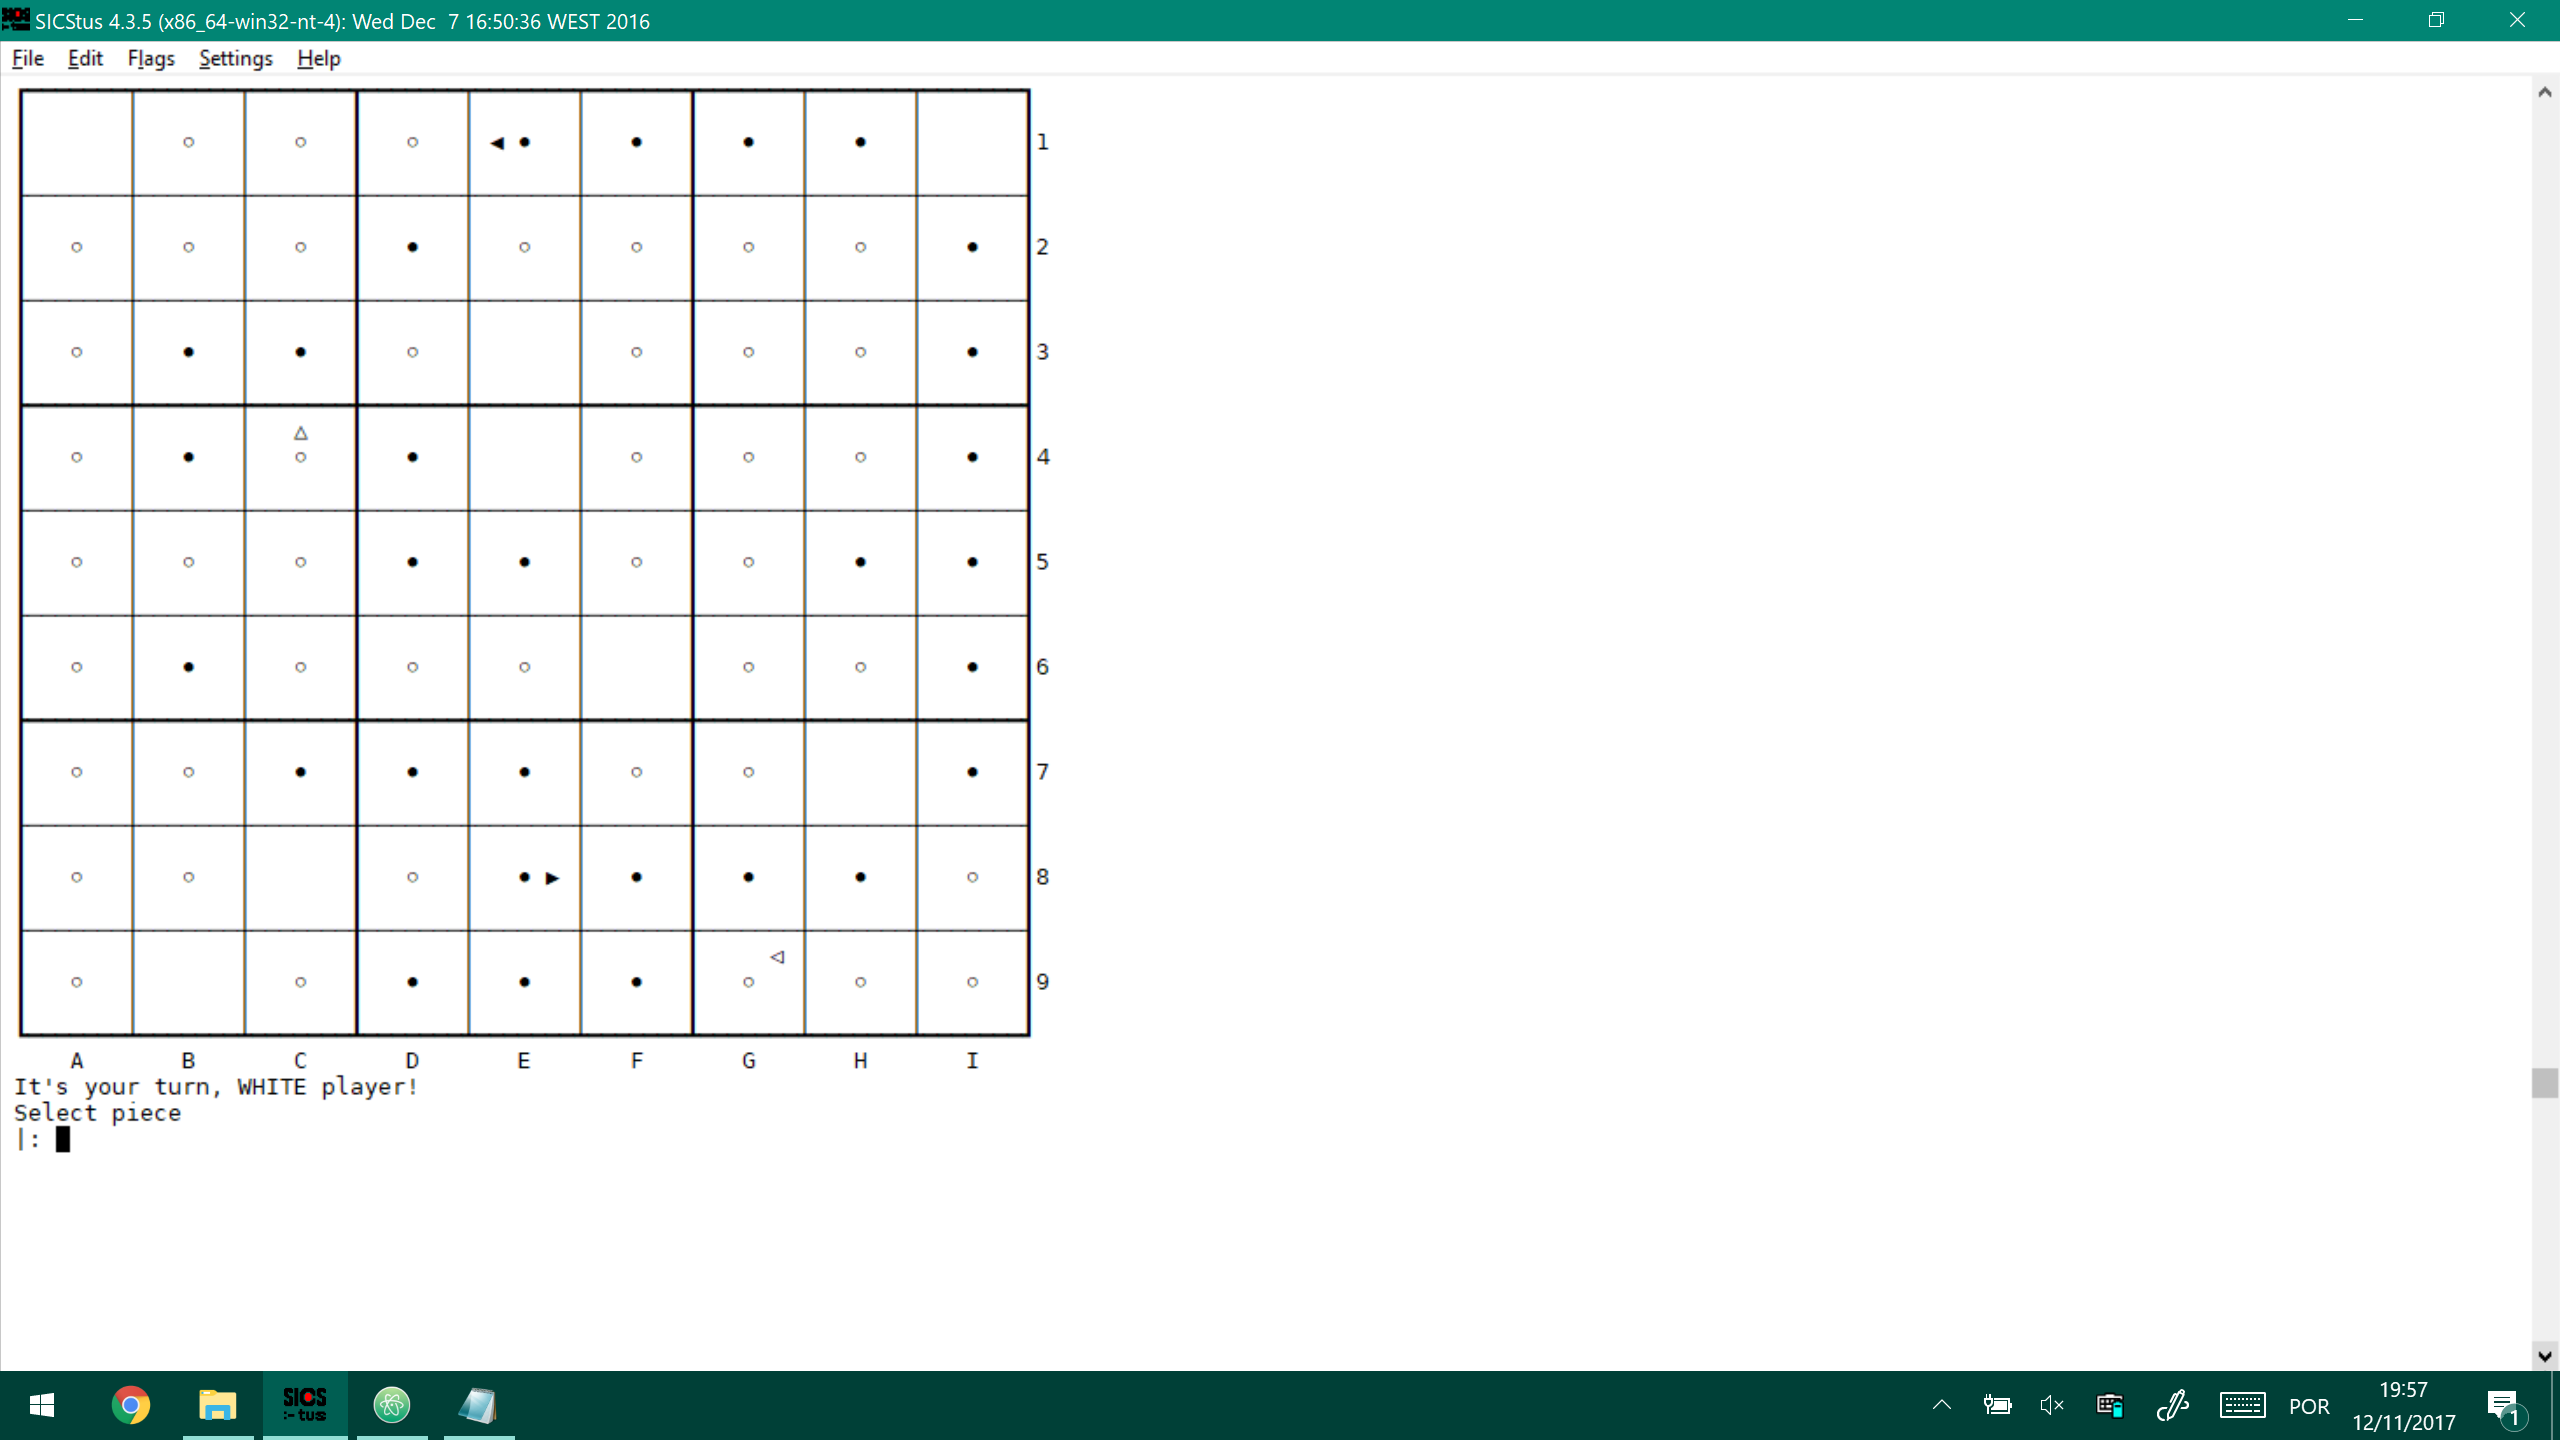 SICStus 4.3.5 (x86_64-win32-nt-4): Wed Dec  7 16:50:36 WEST 2016
File Edit Flags Settings Help
1
2
3
4
5
6
7
8
9
A B C D E F G H I
It's your turn, WHITE player!
Select piece
|:
SICS
:- tus
POR
19:57
12/11/2017
1